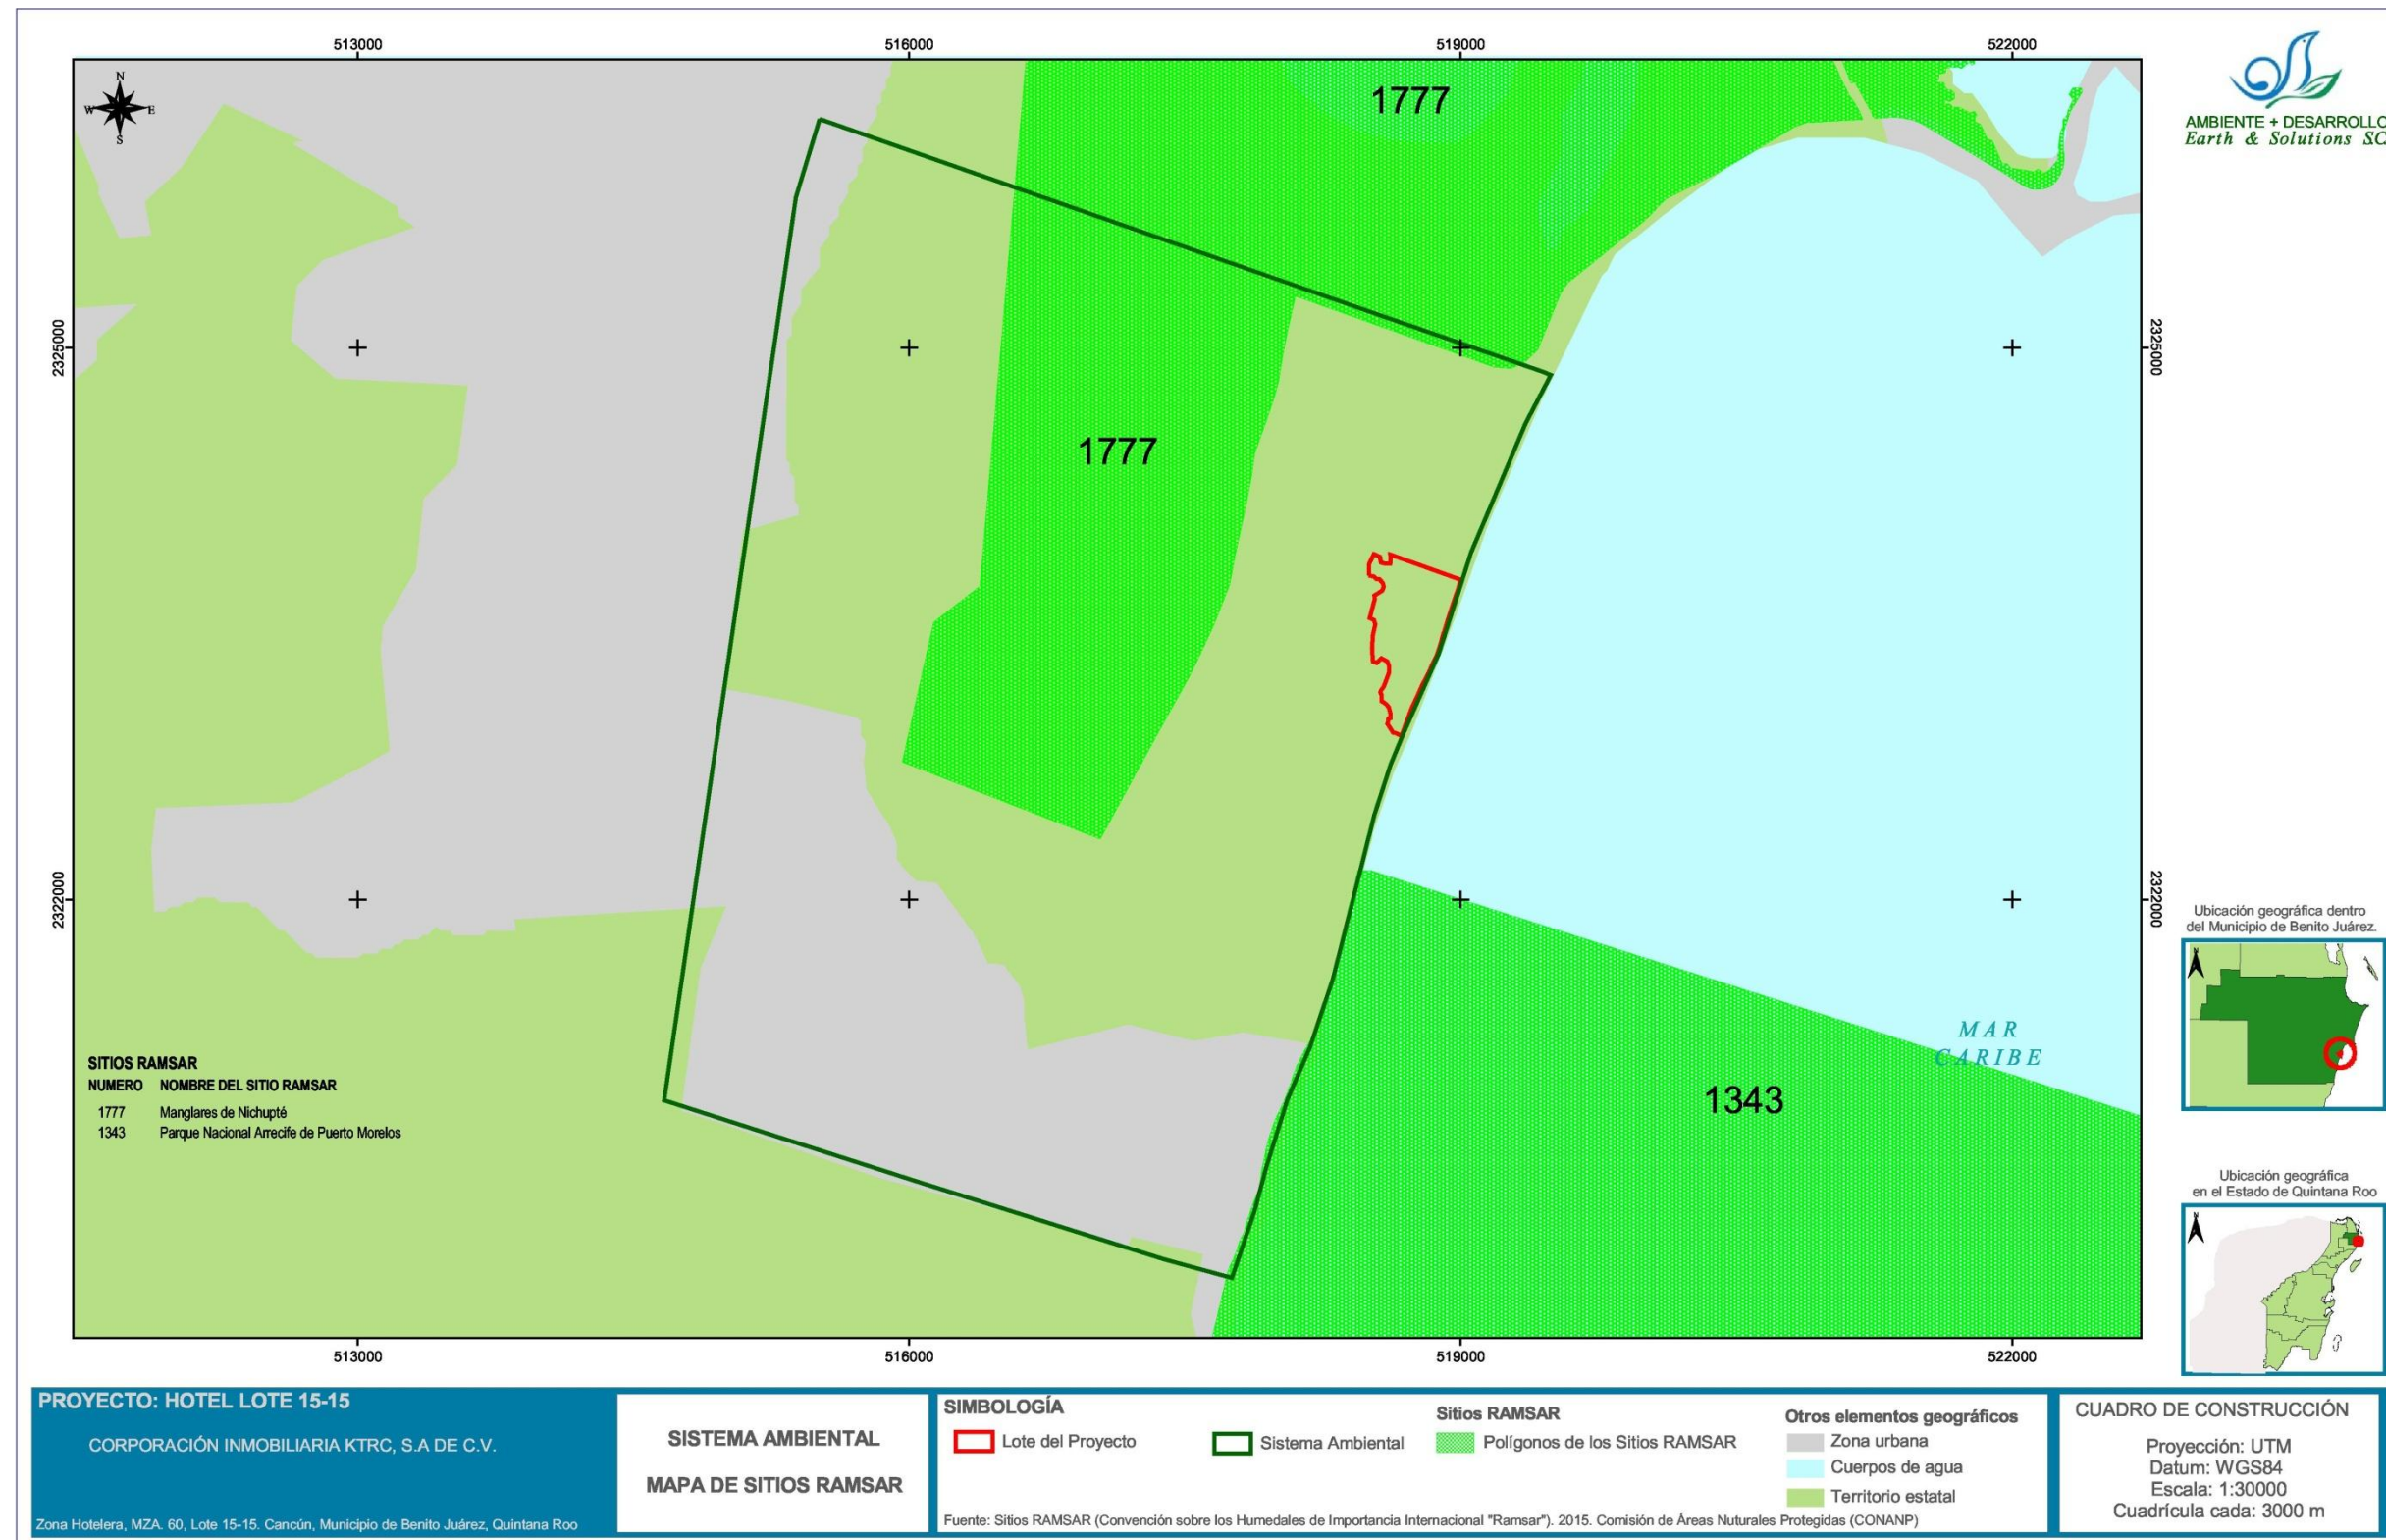 513000
516000
519000
522000
N
W
E
S
1777
AMBIENTE + DESARROLLO
Earth & Solutions SC
2325000
2325000
1777
2322000
2322000
Ubicación geográfica dentro
del Municipio de Benito Juárez.
N
MAR
CARIBE
1343
SITIOS RAMSAR
NUMERO NOMBRE DEL SITIO RAMSAR
1777 Manglares de Nichupté
1343 Parque Nacional Arrecife de Puerto Morelos
Ubicación geográfica
en el Estado de Quintana Roo
N
513000
516000
519000
522000
PROYECTO: HOTEL LOTE 15-15
CORPORACIÓN INMOBILIARIA KTRC, S.A DE C.V.
Zona Hotelera, MZA. 60, Lote 15-15. Cancún, Municipio de Benito Juárez, Quintana Roo
SISTEMA AMBIENTAL
MAPA DE SITIOS RAMSAR
SIMBOLOGÍA
Lote del Proyecto
Sistema Ambiental
Sitios RAMSAR
Polígonos de los Sitios RAMSAR
Otros elementos geográficos
Zona urbana
Cuerpos de agua
Territorio estatal
Fuente: Sitios RAMSAR (Convención sobre los Humedales de Importancia Internacional "Ramsar"). 2015. Comisión de Áreas Nuturales Protegidas (CONANP)
CUADRO DE CONSTRUCCIÓN
Proyección: UTM
Datum: WGS84
Escala: 1:30000
Cuadrícula cada: 3000 m